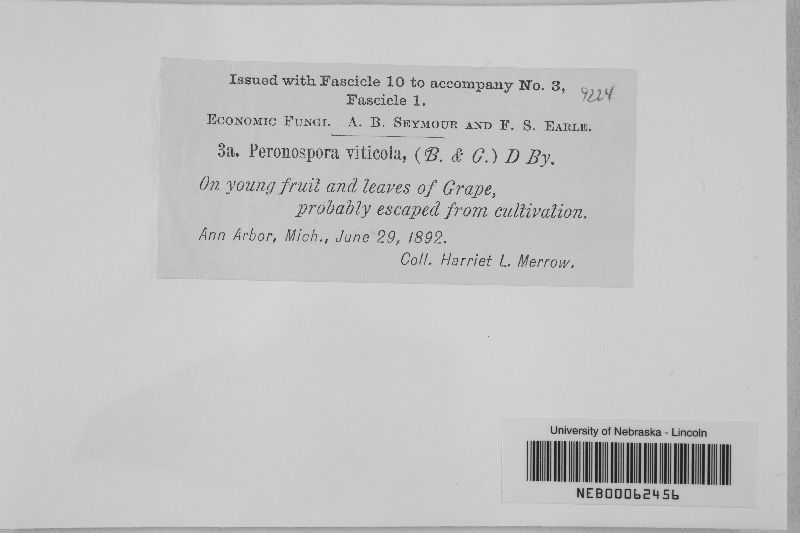 Issued with Fascicle 10 to accompany No. 3,
Fascicle 1.
9224
Economic Fungi. A. B. Seymour and F. S. Earle.
3a. Peronospora viticola, (B. & C.) D By.
On young fruit and leaves of Grape,
probably escaped from cultivation.
Ann Arbor, Mich., June 29, 1892.
Coll. Harriet L. Merrow.
University of Nebraska - Lincoln
NEB00062456